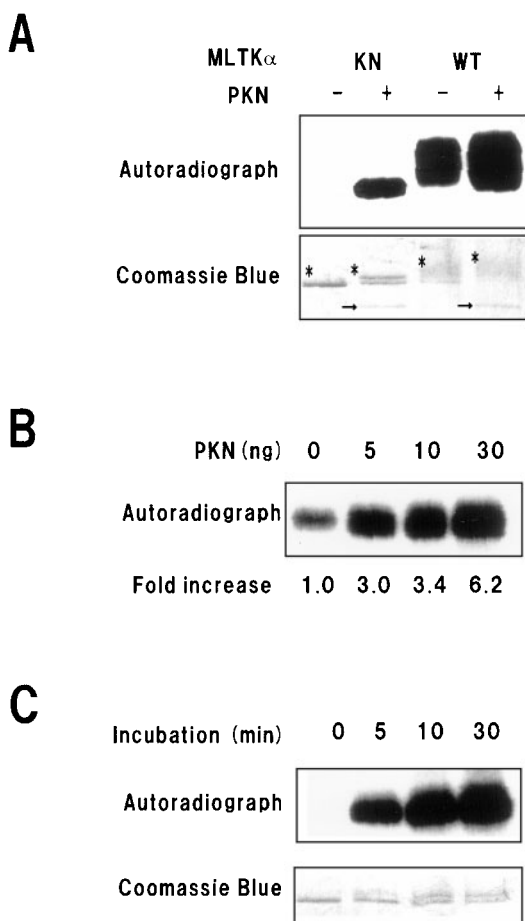 A
MLTKα KN WT
PKN - + - +
Autoradiograph
* * * *
Coomassie Blue
→ →
B
PKN (ng) 0 5 10 30
Autoradiograph
Fold increase 1.0 3.0 3.4 6.2
C
Incubation (min) 0 5 10 30
Autoradiograph
Coomassie Blue